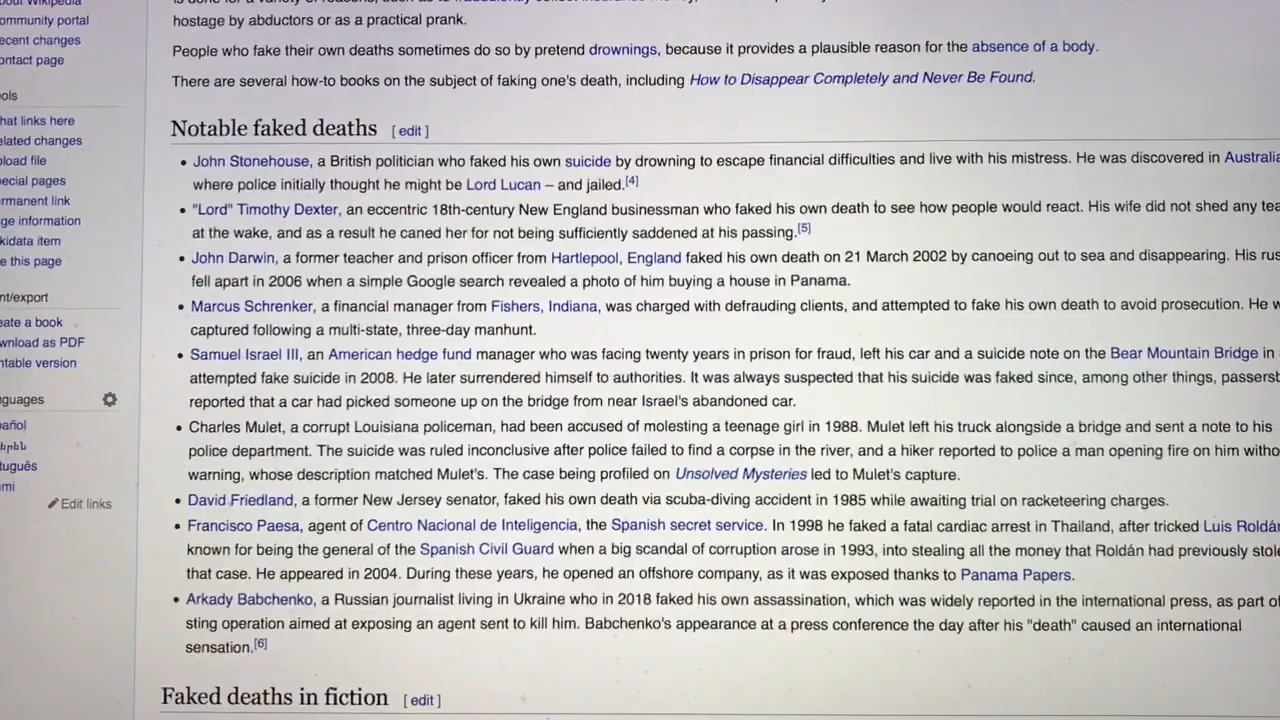 hostage by abductors or as a practical prank.
People who fake their own deaths sometimes do so by pretend drownings, because it provides a plausible reason for the absence of a body.
There are several how-to books on the subject of faking one's death, including How to Disappear Completely and Never Be Found.
Notable faked deaths [ edit ]
John Stonehouse, a British politician who faked his own suicide by drowning to escape financial difficulties and live with his mistress. He was discovered in Australia
where police initially thought he might be Lord Lucan – and jailed.[4]
"Lord" Timothy Dexter, an eccentric 18th-century New England businessman who faked his own death to see how people would react. His wife did not shed any
at the wake, and as a result he caned her for not being sufficiently saddened at his passing.[5]
John Darwin, a former teacher and prison officer from Hartlepool, England faked his own death on 21 March 2002 by canoeing out to sea and disappearing. His
fell apart in 2006 when a simple Google search revealed a photo of him buying a house in Panama.
Marcus Schrenker, a financial manager from Fishers, Indiana, was charged with defrauding clients, and attempted to fake his own death to avoid prosecution. He
captured following a multi-state, three-day manhunt.
Samuel Israel III, an American hedge fund manager who was facing twenty years in prison for fraud, left his car and a suicide note on the Bear Mountain Bridge in
attempted fake suicide in 2008. He later surrendered himself to authorities. It was always suspected that his suicide was faked since, among other things,
reported that a car had picked someone up on the bridge from near Israel's abandoned car.
Charles Mulet, a corrupt Louisiana policeman, had been accused of molesting a teenage girl in 1988. Mulet left his truck alongside a bridge and sent a note to his
police department. The suicide was ruled inconclusive after police failed to find a corpse in the river, and a hiker reported to police a man opening fire on him
warning, whose description matched Mulet's. The case being profiled on Unsolved Mysteries led to Mulet's capture.
David Friedland, a former New Jersey senator, faked his own death via scuba-diving accident in 1985 while awaiting trial on racketeering charges.
Francisco Paesa, agent of Centro Nacional de Inteligencia, the Spanish secret service. In 1998 he faked a fatal cardiac arrest in Thailand, after tricked Luis Roldán
known for being the general of the Spanish Civil Guard when a big scandal of corruption arose in 1993, into stealing all the money that Roldán had previously
that case. He appeared in 2004. During these years, he opened an offshore company, as it was exposed thanks to Panama Papers.
Arkady Babchenko, a Russian journalist living in Ukraine who in 2018 faked his own assassination, which was widely reported in the international press, as part of
sting operation aimed at exposing an agent sent to kill him. Babchenko's appearance at a press conference the day after his "death" caused an international
sensation.[6]
Faked deaths in fiction [ edit ]
portal
changes
page
links here
changes
file
pages
link
information
item
this page
a book
as PDF
version
Edit links